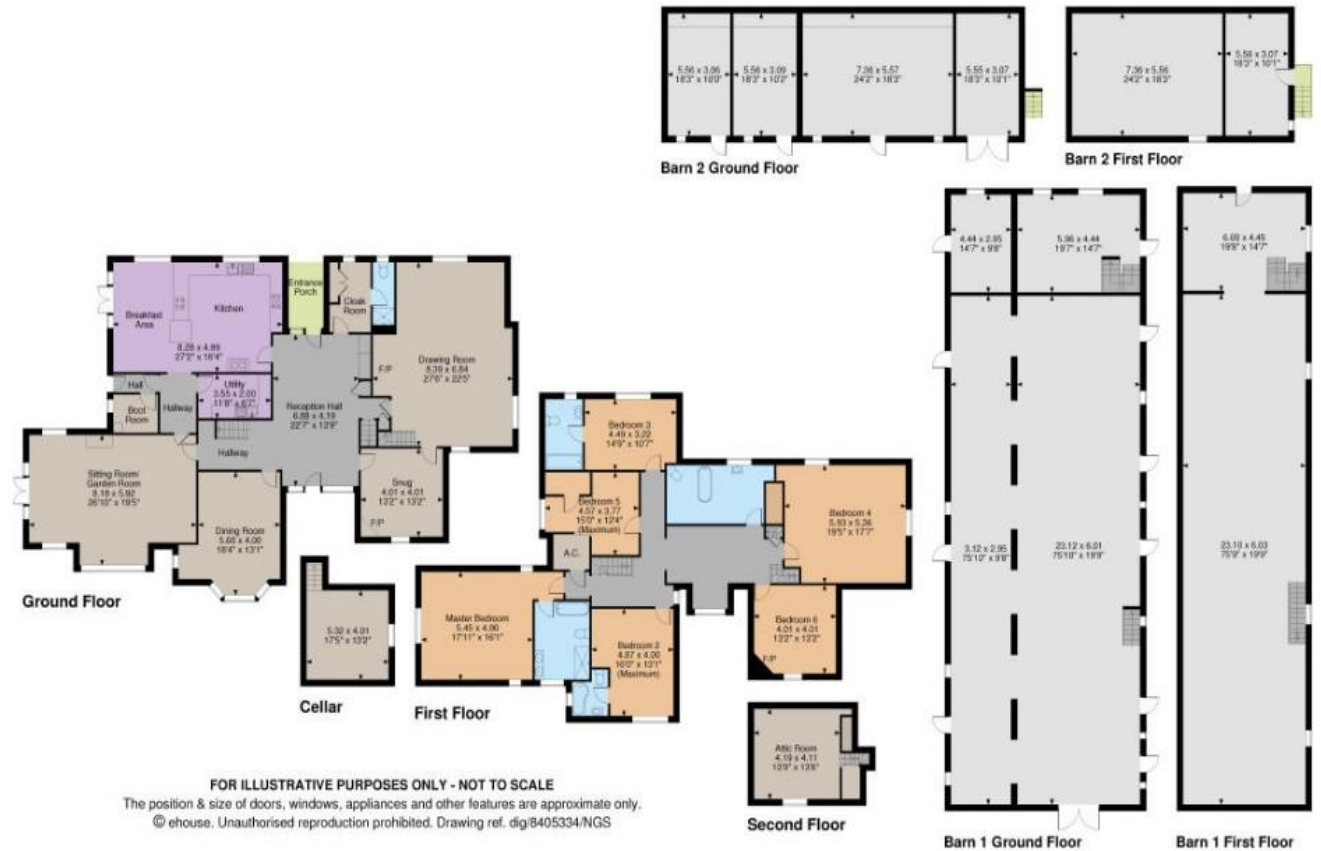 5.56 x 3.06
18'3" x 10'0"
5.56 x 3.09
18'3" x 10'2"
7.36 x 5.57
24'2" x 18'3"
5.55 x 3.07
18'3" x 10'1"
Barn 2 Ground Floor
7.36 x 5.56
24'2" x 18'3"
5.56 x 3.07
18'3" x 10'1"
Barn 2 First Floor
Breakfast
Area
Kitchen
8.28 x 4.99
27'2" x 16'4"
Entrance
Porch
Cloak
Room
F/P
Drawing Room
8.39 x 6.84
27'6" x 22'5"
Hall
Boot
Room
Hallway
Utility
3.55 x 2.00
11'8" x 6'7"
Reception Hall
6.88 x 4.19
22'7" x 13'9"
Hallway
Sitting Room/
Garden Room
8.18 x 5.92
26'10" x 19'5"
Dining Room
5.60 x 4.00
18'4" x 13'1"
Snug
4.01 x 4.01
13'2" x 13'2"
F/P
Ground Floor
5.32 x 4.01
17'5" x 13'2"
Cellar
Bedroom 3
4.49 x 3.22
14'9" x 10'7"
Bedroom 5
4.57 x 3.77
15'0" x 12'4"
(Maximum)
A.C.
Bedroom 4
5.93 x 5.36
19'5" x 17'7"
Master Bedroom
5.45 x 4.90
17'11" x 16'1"
Bedroom 2
4.87 x 4.00
16'0" x 13'1"
(Maximum)
Bedroom 6
4.01 x 4.01
13'2" x 13'2"
F/P
First Floor
Attic Room
4.19 x 4.11
13'9" x 13'6"
Second Floor
4.44 x 2.95
14'7" x 9'8"
5.96 x 4.44
19'7" x 14'7"
3.12 x 2.95
75'10" x 9'8"
23.12 x 6.01
75'10" x 19'9"
Barn 1 Ground Floor
6.00 x 4.45
19'8" x 14'7"
23.10 x 6.03
75'9" x 19'9"
Barn 1 First Floor
FOR ILLUSTRATIVE PURPOSES ONLY - NOT TO SCALE
The position & size of doors, windows, appliances and other features are approximate only.
© ehouse. Unauthorised reproduction prohibited. Drawing ref. dig/8405334/NGS